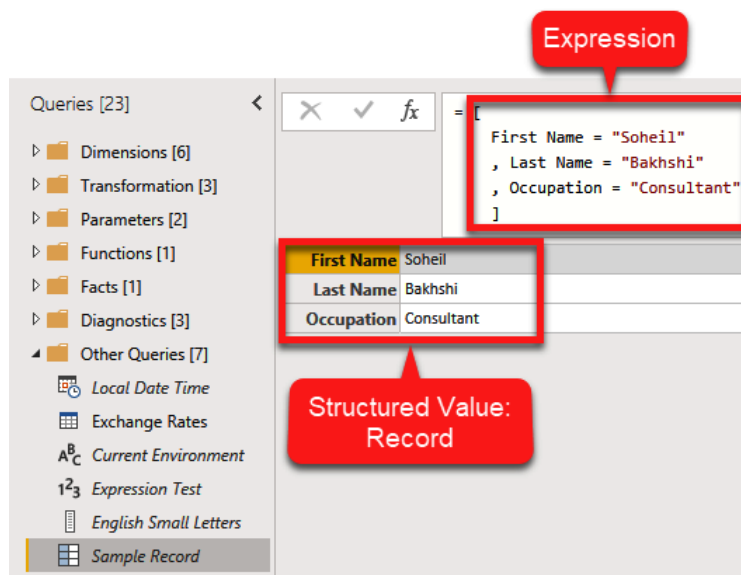 Expression
Queries [23]
fx
= [
First Name = "Soheil"
, Last Name = "Bakhshi"
, Occupation = "Consultant"
]
Dimensions [6]
Transformation [3]
Parameters [2]
Functions [1]
Facts [1]
Diagnostics [3]
Other Queries [7]
Local Date Time
Exchange Rates
ABC Current Environment
123 Expression Test
English Small Letters
Sample Record
First Name Soheil
Last Name Bakhshi
Occupation Consultant
Structured Value:
Record